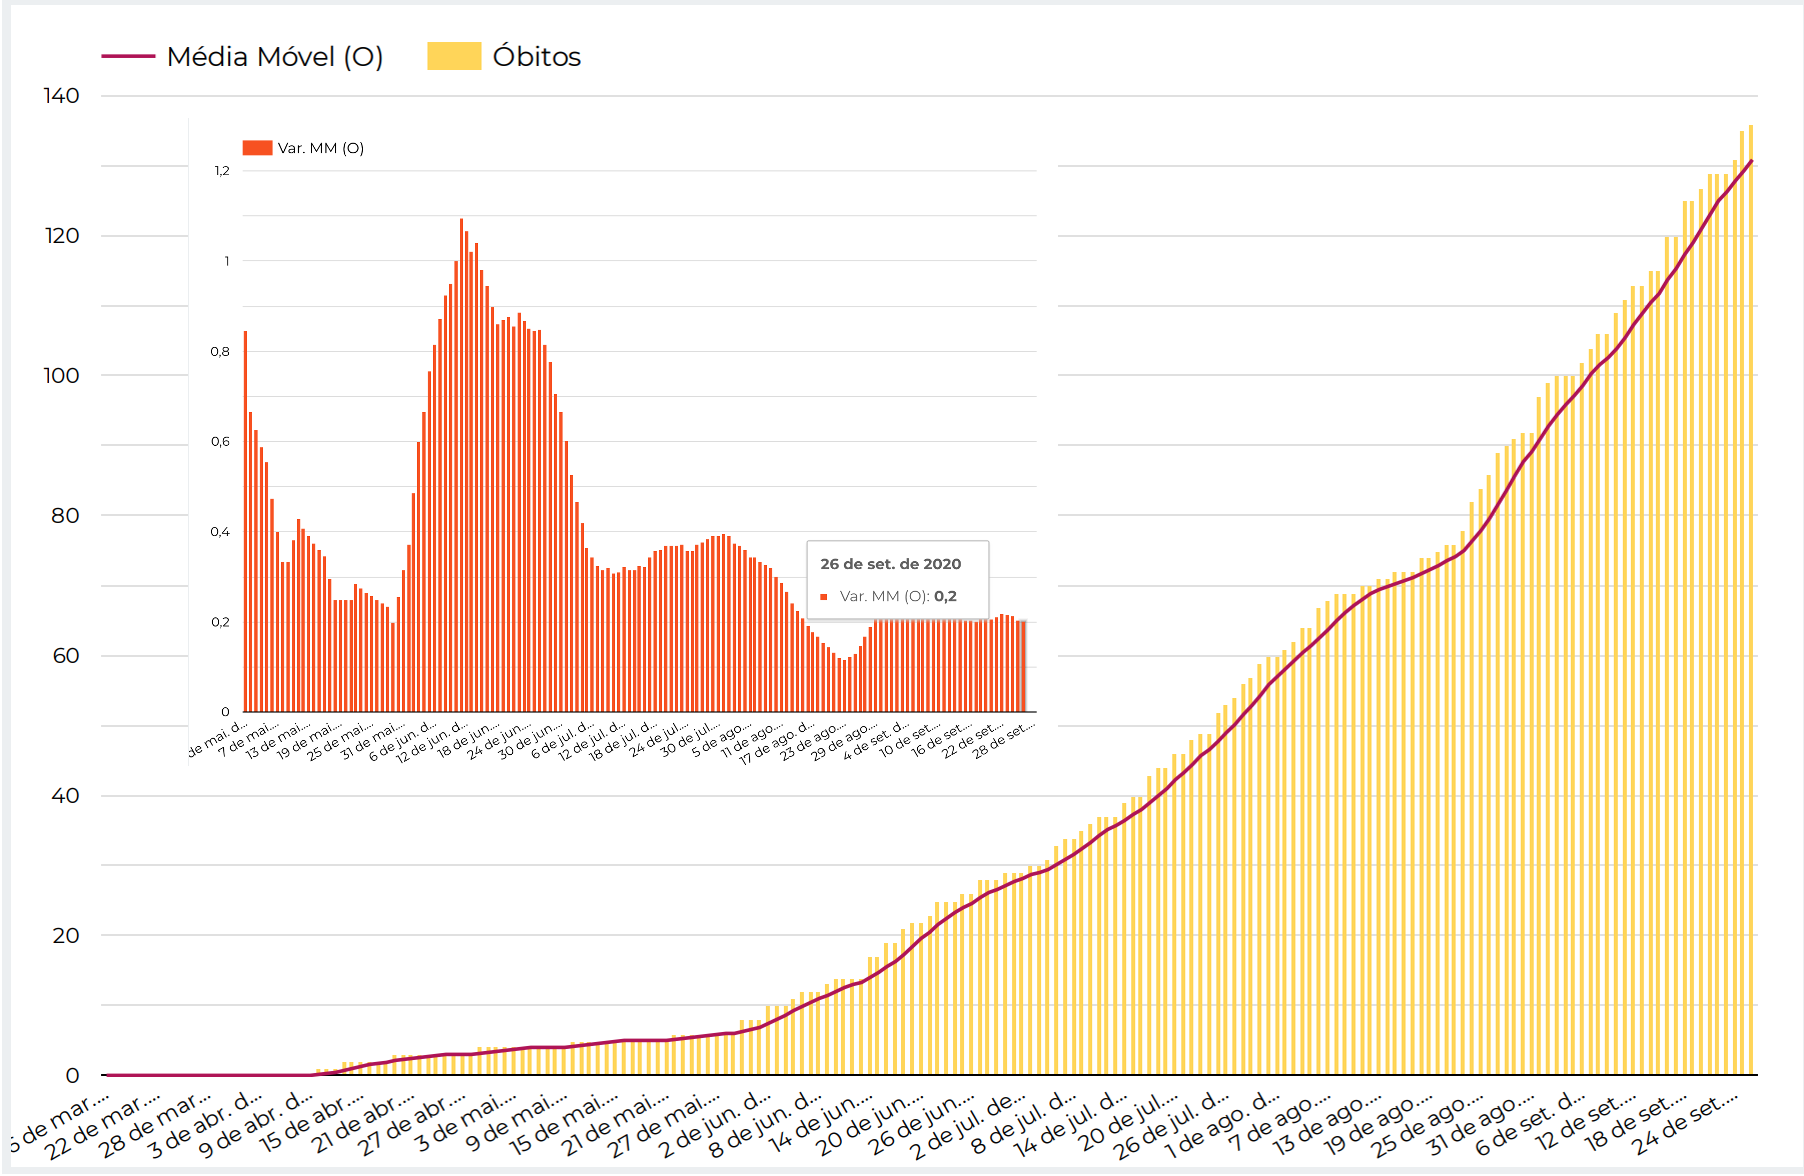 Média Móvel (O)
Óbitos
140
120
100
80
60
40
20
0
Var. MM (O)
1,2
1
0,8
0,6
0,4
0,2
0
26 de set. de 2020
Var. MM (O): 0,2
de mai. d...
7 de mai....
13 de mai....
19 de mai....
25 de mai....
31 de mai....
6 de jun. d...
12 de jun. d...
18 de jun....
24 de jun....
30 de jun....
6 de jul. d...
12 de jul. d...
18 de jul. d...
24 de jul....
30 de jul....
5 de ago....
11 de ago....
17 de ago. d...
23 de ago....
29 de ago....
4 de set. d...
10 de set....
16 de set....
22 de set....
28 de set....
de mar....
22 de mar....
28 de mar....
3 de abr. d...
9 de abr. d...
15 de abr....
21 de abr....
27 de abr....
3 de mai....
9 de mai....
15 de mai....
21 de mai....
27 de mai....
2 de jun. d...
8 de jun. d...
14 de jun....
20 de jun....
26 de jun....
2 de jul. de...
8 de jul. d...
14 de jul. d...
20 de jul....
26 de jul. d...
1 de ago. d...
7 de ago....
13 de ago....
19 de ago....
25 de ago....
31 de ago....
6 de set. d...
12 de set....
18 de set....
24 de set....